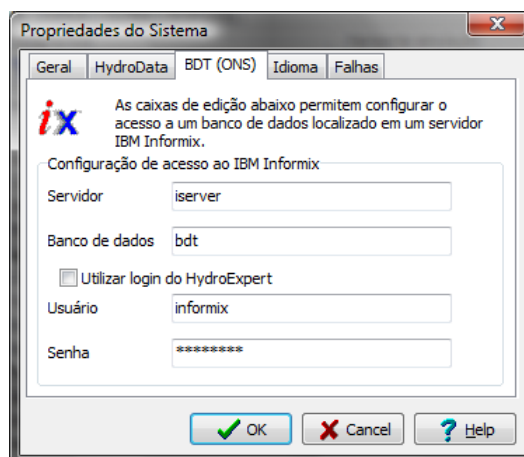 Propriedades do Sistema
X
Geral HydroData BDT (ONS) Idioma Falhas
ix
As caixas de edição abaixo permitem configurar o
acesso a um banco de dados localizado em um servidor
IBM Informix.
Configuração de acesso ao IBM Informix
Servidor iserver
Banco de dados bdt
Utilizar login do HydroExpert
Usuário informix
Senha ********
OK Cancel ? Help